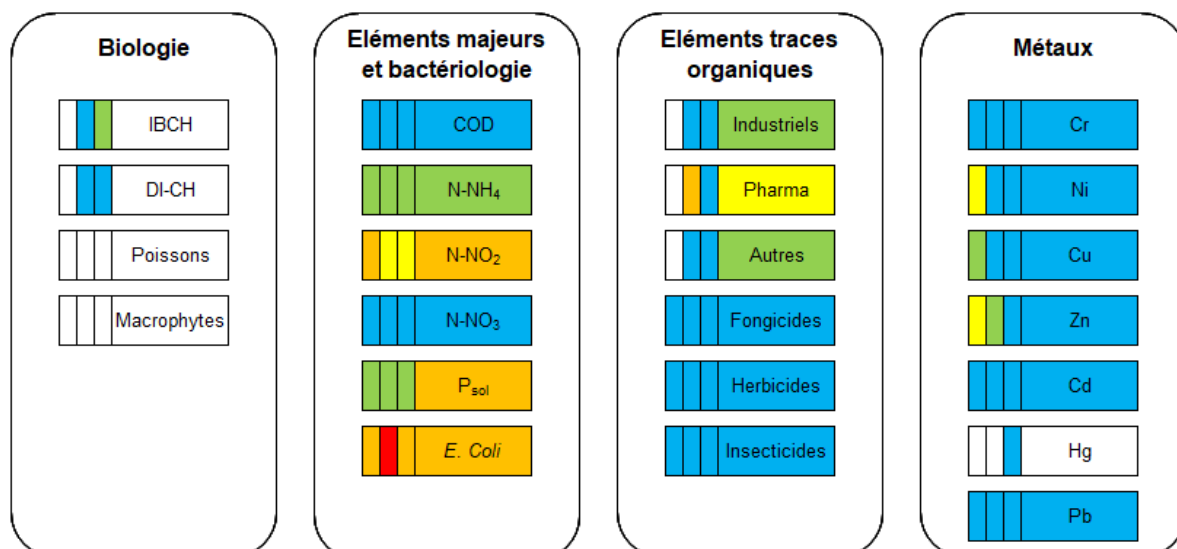 Biologie
IBCH
DI-CH
Poissons
Macrophytes
Eléments majeurs
et bactériologie
COD
N-NH₄
N-NO₂
N-NO₃
Psol
E. Coli
Eléments traces
organiques
Industriels
Pharma
Autres
Fongicides
Herbicides
Insecticides
Métaux
Cr
Ni
Cu
Zn
Cd
Hg
Pb